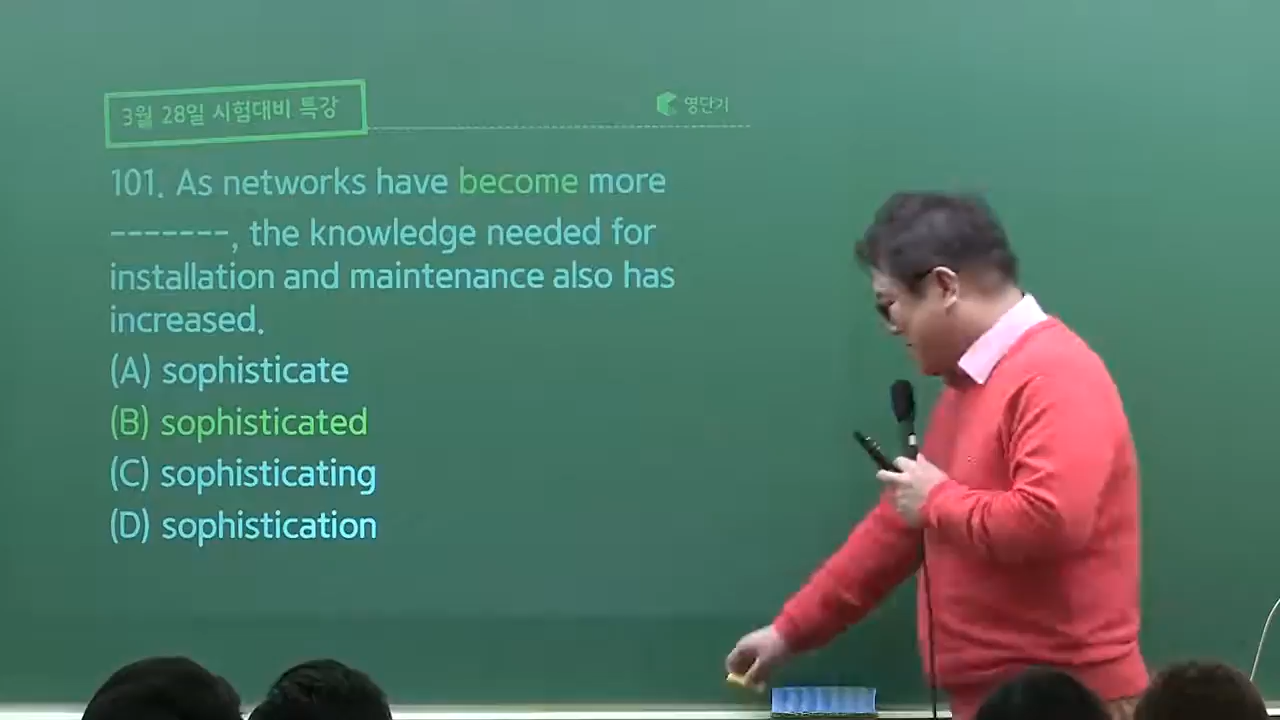 3월 28일 시험대비 특강
영단기
101. As networks have become more
-------, the knowledge needed for
installation and maintenance also has
increased.
(A) sophisticate
(B) sophisticated
(C) sophisticating
(D) sophistication